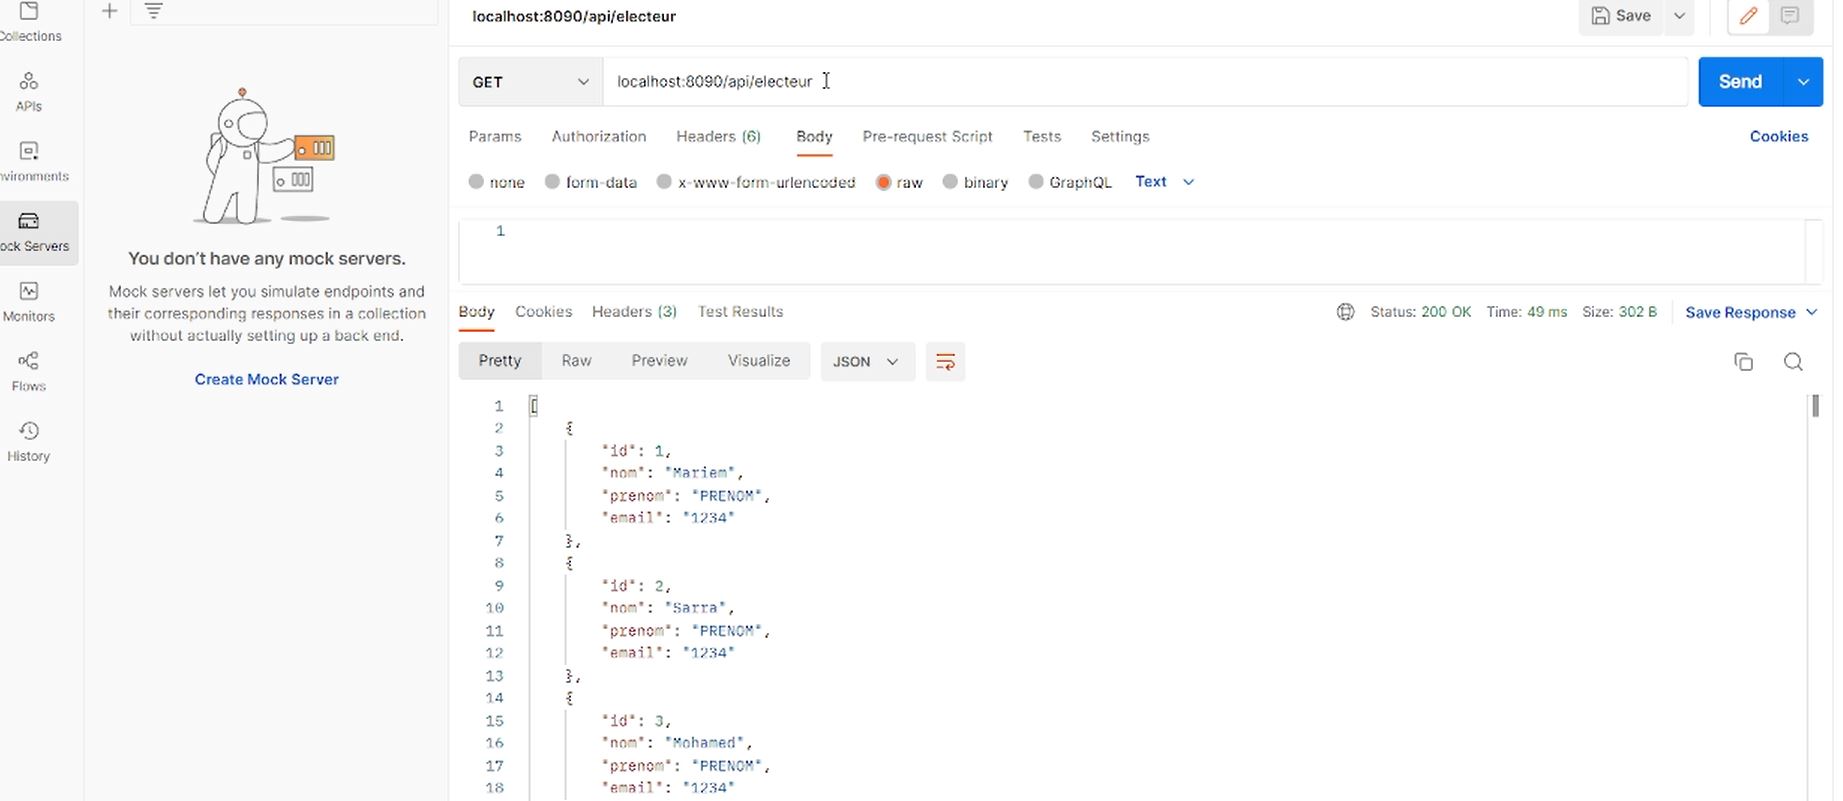 localhost:8090/api/electeur
Save
Collections
APIs
nvironments
ock Servers
Monitors
Flows
History
You don't have any mock servers.
Mock servers let you simulate endpoints and
their corresponding responses in a collection
without actually setting up a back end.
Create Mock Server
GET
localhost:8090/api/electeur
Send
Params Authorization Headers (6) Body Pre-request Script Tests Settings Cookies
none form-data x-www-form-urlencoded raw binary GraphQL Text
1
Body Cookies Headers (3) Test Results Status: 200 OK Time: 49 ms Size: 302 B Save Response
Pretty Raw Preview Visualize JSON
1 [
2 {
3 "id": 1,
4 "nom": "Mariem",
5 "prenom": "PRENOM",
6 "email": "1234"
7 },
8 {
9 "id": 2,
10 "nom": "Sarra",
11 "prenom": "PRENOM",
12 "email": "1234"
13 },
14 {
15 "id": 3,
16 "nom": "Mohamed",
17 "prenom": "PRENOM",
18 "email": "1234"